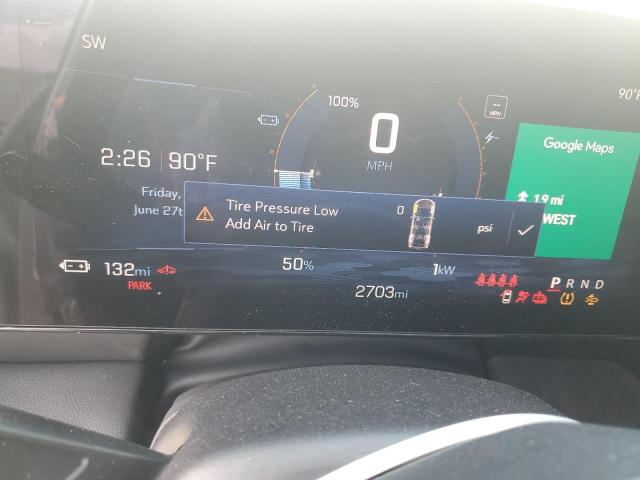 SW
90°F
100%
--
MPH
0
MPH
2:26 90°F
Friday,
June 27t
Google Maps
1.9 mi
WEST
Tire Pressure Low
Add Air to Tire
0
psi
132mi
PARK
50%
1kW
2703mi
P R N D